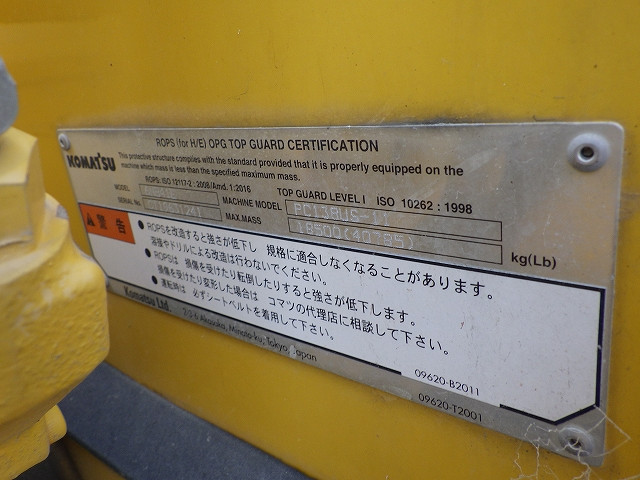 ROPS (for H/E) OPG TOP GUARD CERTIFICATION
KOMATSU
This protective structure complies with the standard provided that it is properly equipped on the
machine which mass is less than the specified maximum mass.
ROPS: ISO 12117-2 : 2008/Amd. 1:2016
TOP GUARD LEVEL I ISO 10262 : 1998
MODEL
MACHINE MODEL PC138US-11
SERIAL No.
MAX.MASS 18500(40785) kg(Lb)
警告
● ROPSを改造すると強さが低下し 規格に適合しなくなることがあります。
溶接やドリルによる改造は行わないでください。
● ROPSは 損傷を受けたり転倒したりすると強さが低下します。
損傷を受けたり変形した場合は コマツの代理店に相談して下さい。
● 運転時は 必ずシートベルトを着用して下さい。
Komatsu Ltd.
Akasaka, Minato-ku, Tokyo, Japan
09620-B2011
09620-T2001